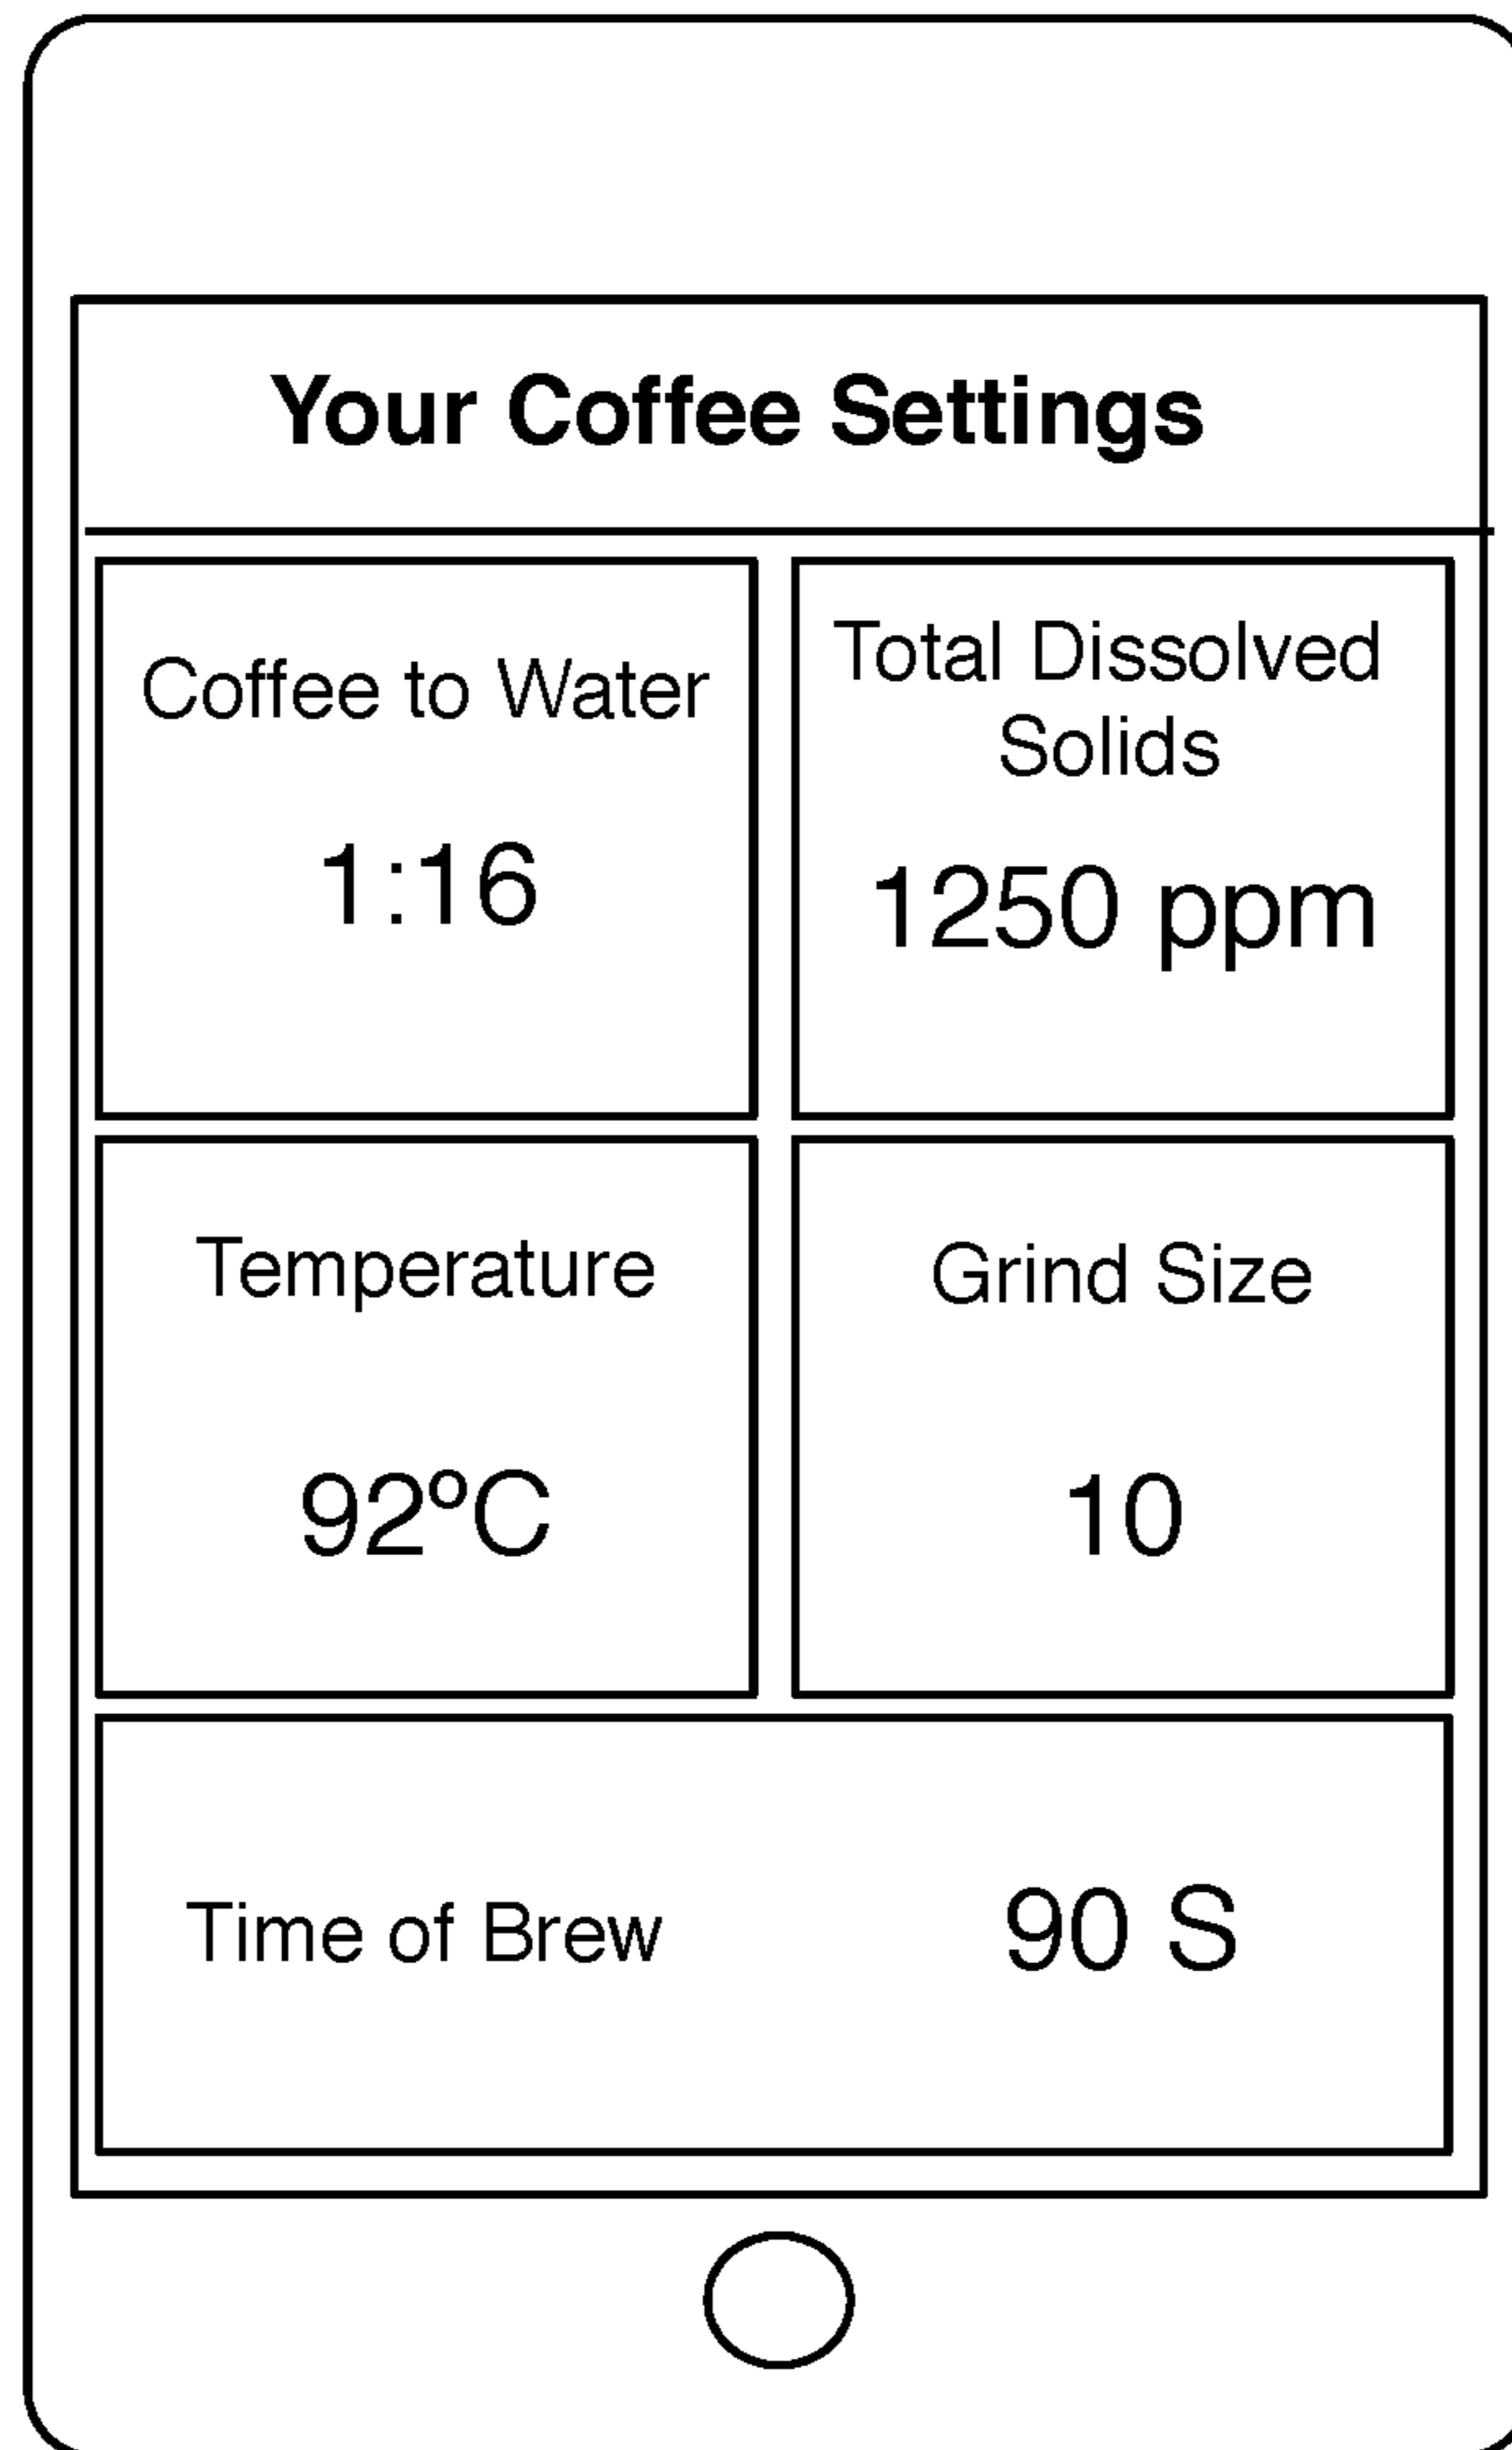 Your Coffee Settings
Coffee to Water
1:16
Total Dissolved
Solids
1250 ppm
Temperature
92ºC
Grind Size
10
Time of Brew
90 S